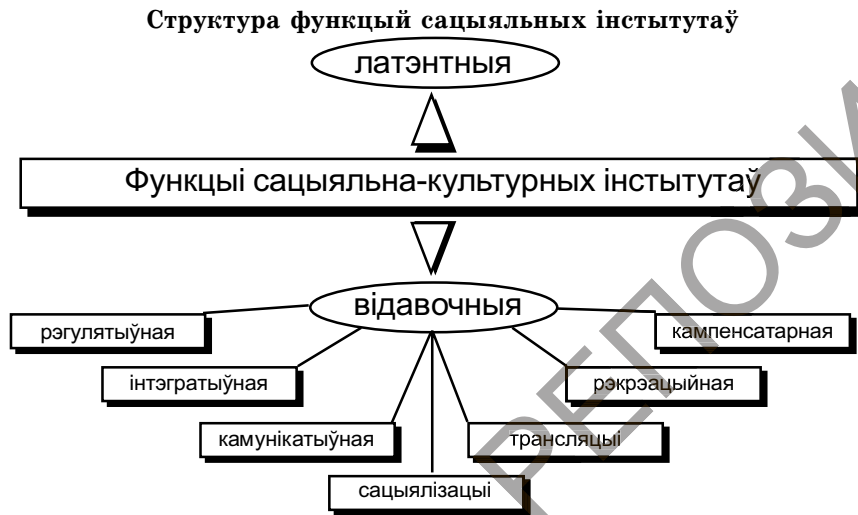 Структура функцый сацыяльных інстытутаў
латэнтныя
Функцыі сацыяльна-культурных інстытутаў
відавочныя
рэгулятыўная
кампенсатарная
інтэгратыўная
рэкрэацыйная
камунікатыўная
трансляцыі
сацыялізацыі